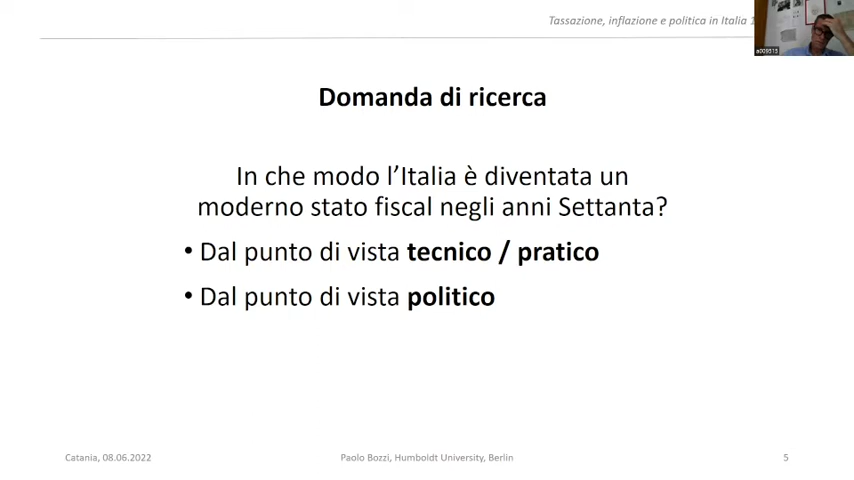 Tassazione, inflazione e politica in Italia 1
a009515
Domanda di ricerca
In che modo l’Italia è diventata un
moderno stato fiscal negli anni Settanta?
• Dal punto di vista tecnico / pratico
• Dal punto di vista politico
Catania, 08.06.2022
Paolo Bozzi, Humboldt University, Berlin
5